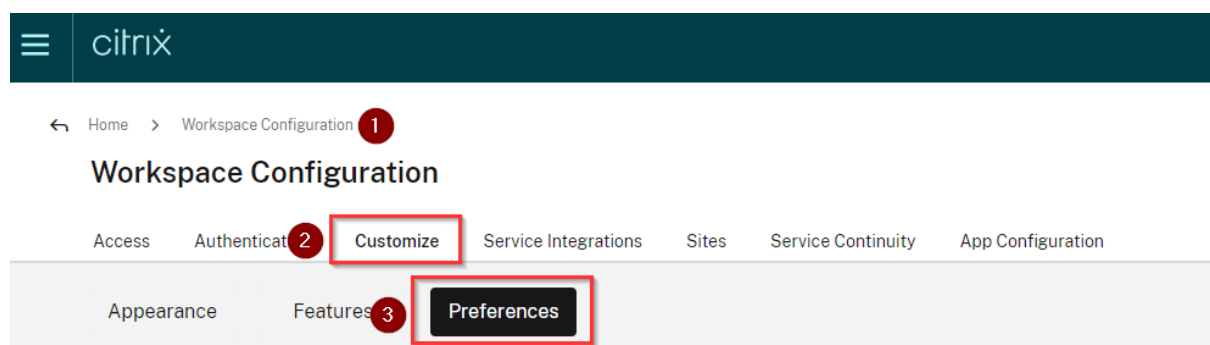 citrix
Home > Workspace Configuration 1
Workspace Configuration
Access Authenticat 2 Customize Service Integrations Sites Service Continuity App Configuration
Appearance Features 3 Preferences